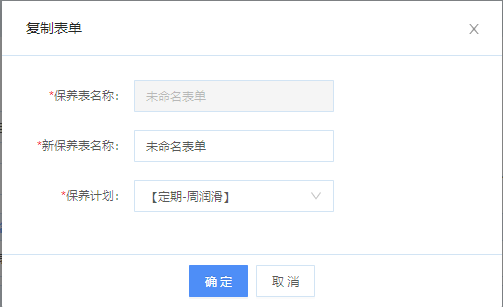 复制表单
*保养表名称： 未命名表单
*新保养表名称： 未命名表单
*保养计划： 【定期-周润滑】
确 定 取 消